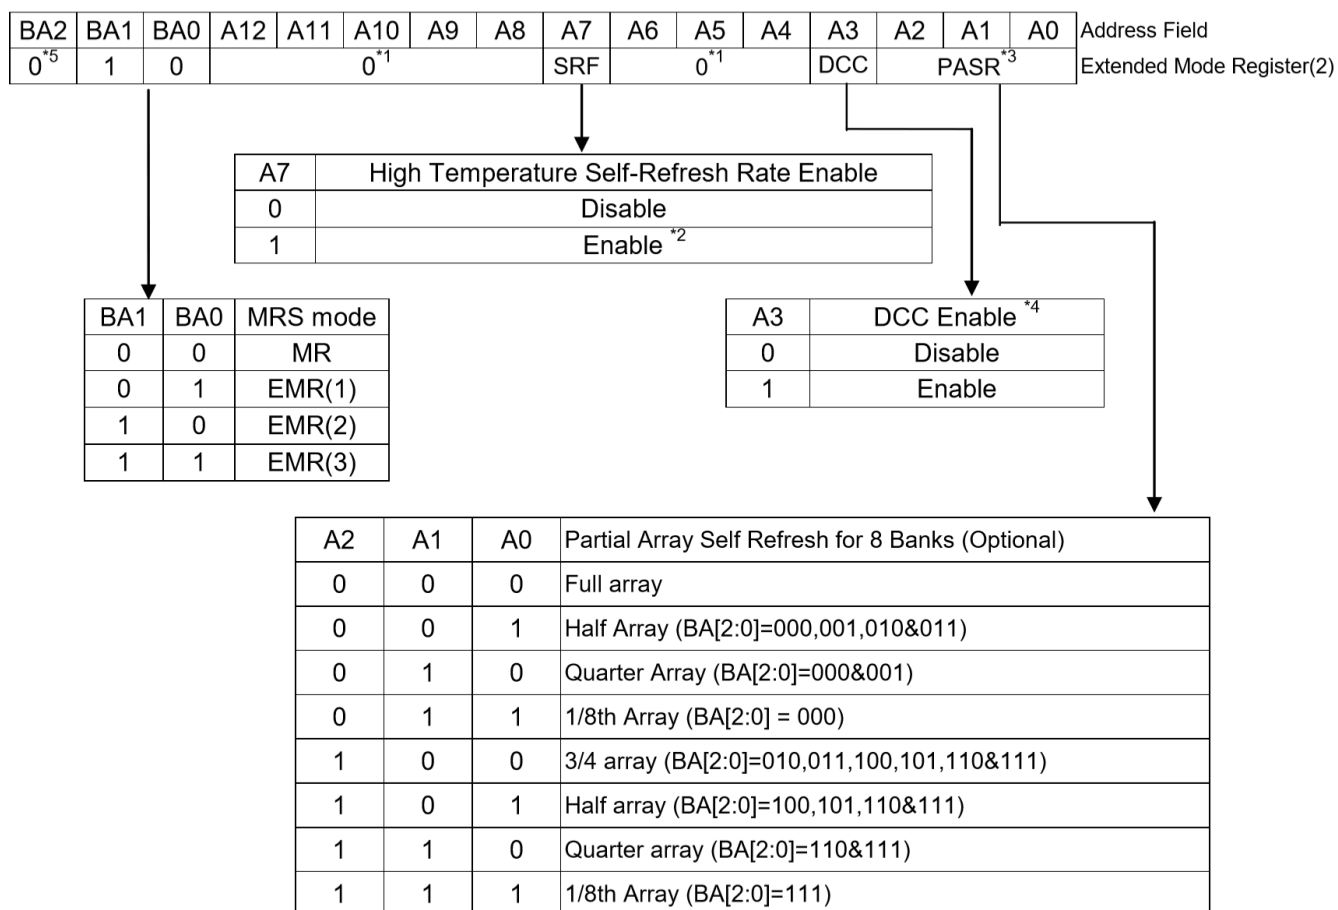 BA2 BA1 BA0 A12 A11 A10 A9 A8 A7 A6 A5 A4 A3 A2 A1 A0 Address Field
0*5 1 0 0*1 SRF 0*1 DCC PASR*3 Extended Mode Register(2)
A7 High Temperature Self-Refresh Rate Enable
0 Disable
1 Enable *2
BA1 BA0 MRS mode
0 0 MR
0 1 EMR(1)
1 0 EMR(2)
1 1 EMR(3)
A3 DCC Enable *4
0 Disable
1 Enable
A2 A1 A0 Partial Array Self Refresh for 8 Banks (Optional)
0 0 0 Full array
0 0 1 Half Array (BA[2:0]=000,001,010&011)
0 1 0 Quarter Array (BA[2:0]=000&001)
0 1 1 1/8th Array (BA[2:0] = 000)
1 0 0 3/4 array (BA[2:0]=010,011,100,101,110&111)
1 0 1 Half array (BA[2:0]=100,101,110&111)
1 1 0 Quarter array (BA[2:0]=110&111)
1 1 1 1/8th Array (BA[2:0]=111)